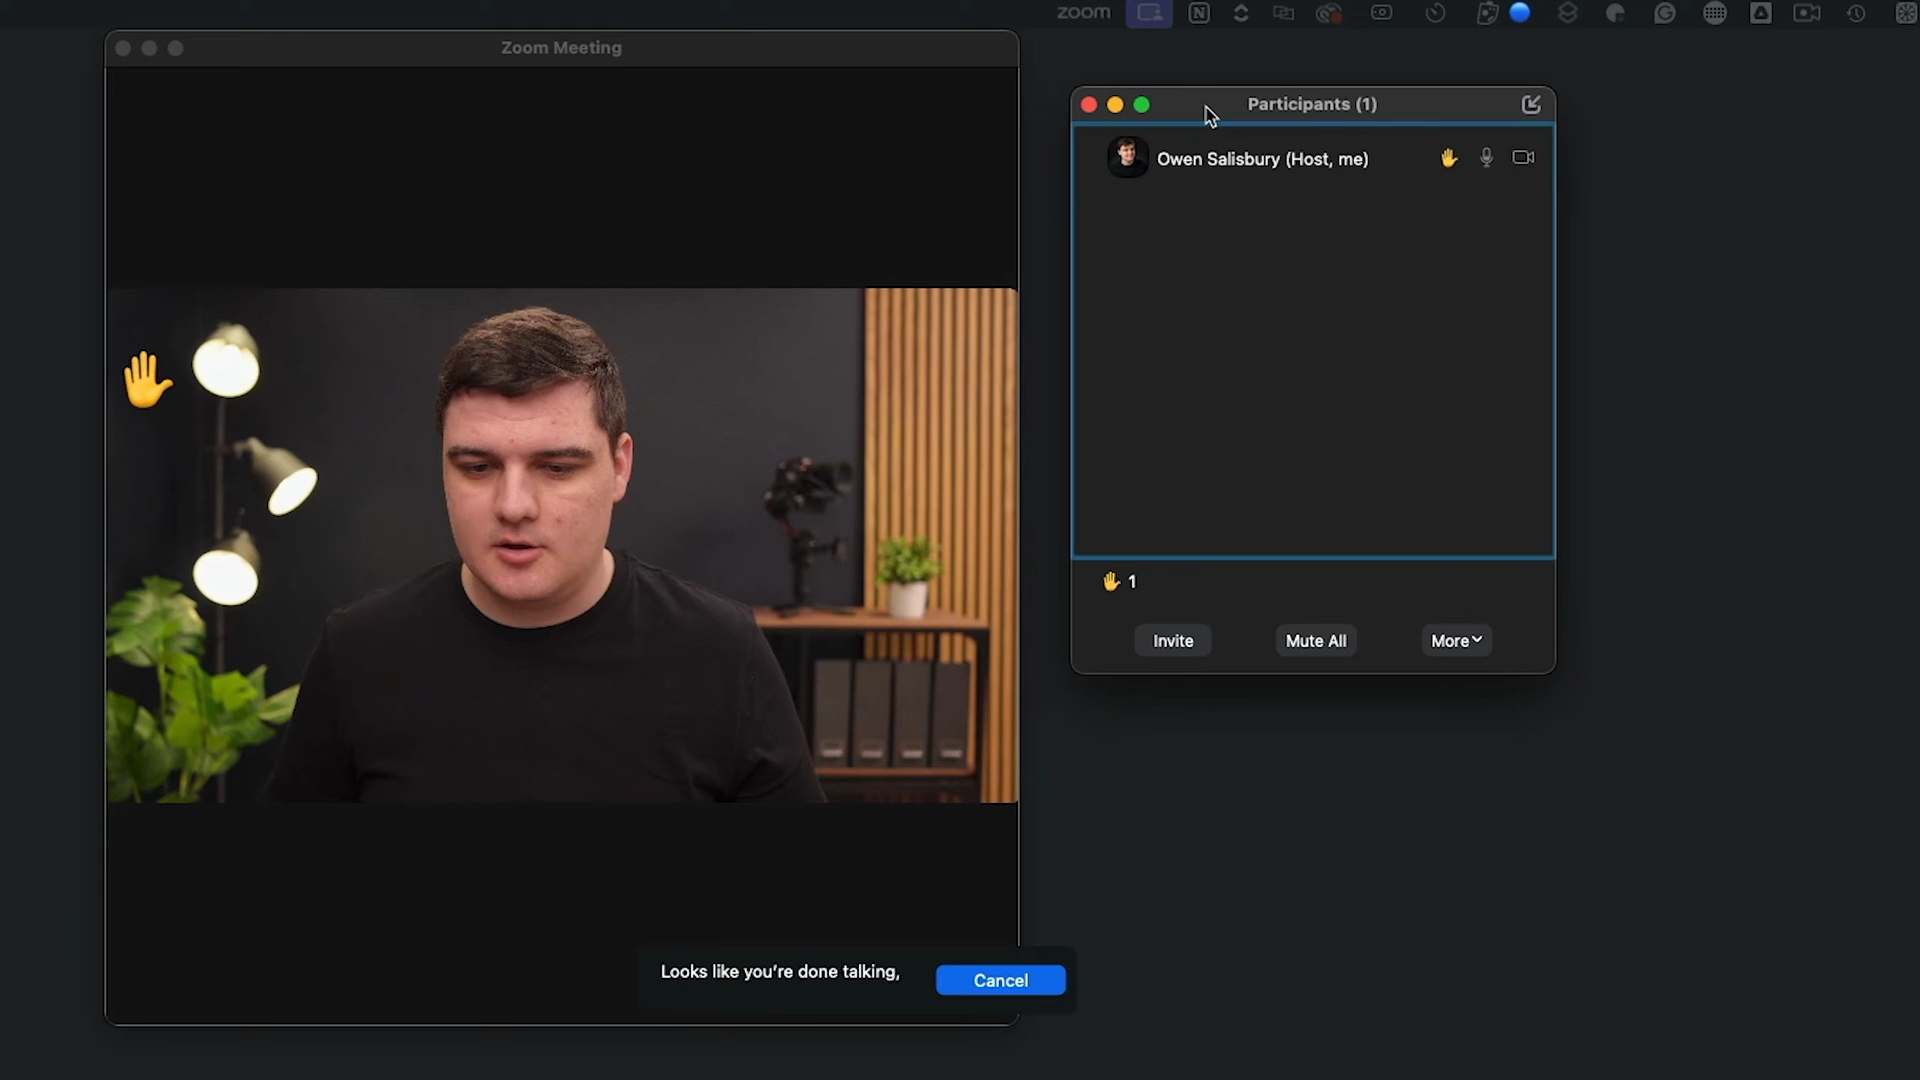 zoom
Zoom Meeting
Participants (1)
Owen Salisbury (Host, me)
1
Invite
Mute All
More
Looks like you're done talking,
Cancel